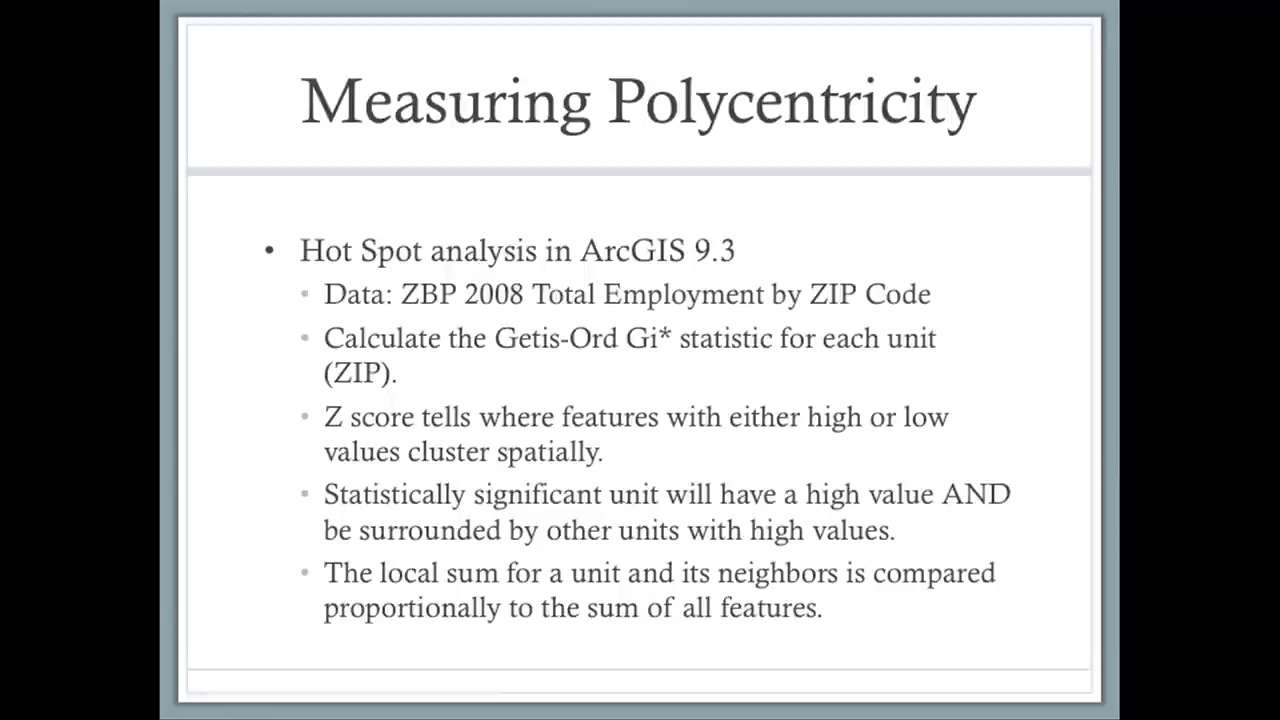 Measuring Polycentricity
• Hot Spot analysis in ArcGIS 9.3
• Data: ZBP 2008 Total Employment by ZIP Code
• Calculate the Getis-Ord Gi* statistic for each unit
(ZIP).
• Z score tells where features with either high or low
values cluster spatially.
• Statistically significant unit will have a high value AND
be surrounded by other units with high values.
• The local sum for a unit and its neighbors is compared
proportionally to the sum of all features.